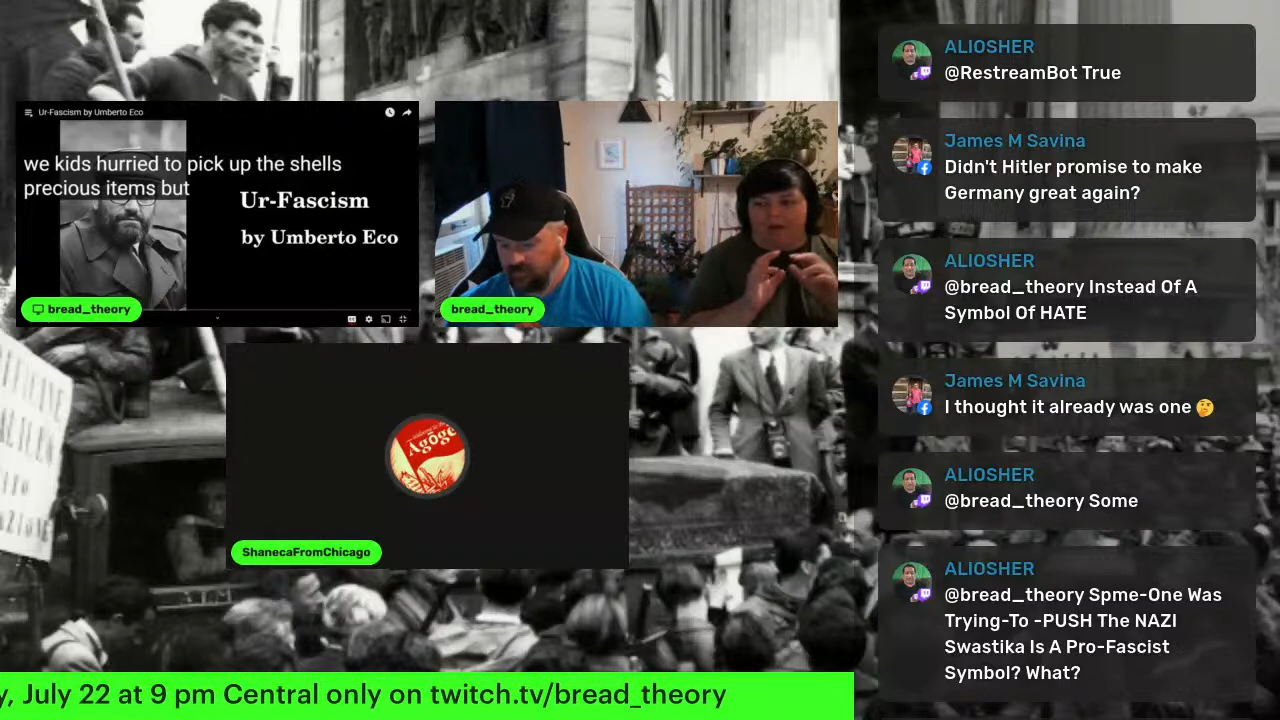 Ur-Fascism by Umberto Eco
we kids hurried to pick up the shells
precious items but
Ur-Fascism
by Umberto Eco
bread_theory
bread_theory
Agōge
ShanecaFromChicago
y, July 22 at 9 pm Central only on twitch.tv/bread_theory
ALIOSHER
@RestreamBot True
James M Savina
Didn't Hitler promise to make
Germany great again?
ALIOSHER
@bread_theory Instead Of A
Symbol Of HATE
James M Savina
I thought it already was one 🤔
ALIOSHER
@bread_theory Some
ALIOSHER
@bread_theory Spme-One Was
Trying-To -PUSH The NAZI
Swastika Is A Pro-Fascist
Symbol? What?